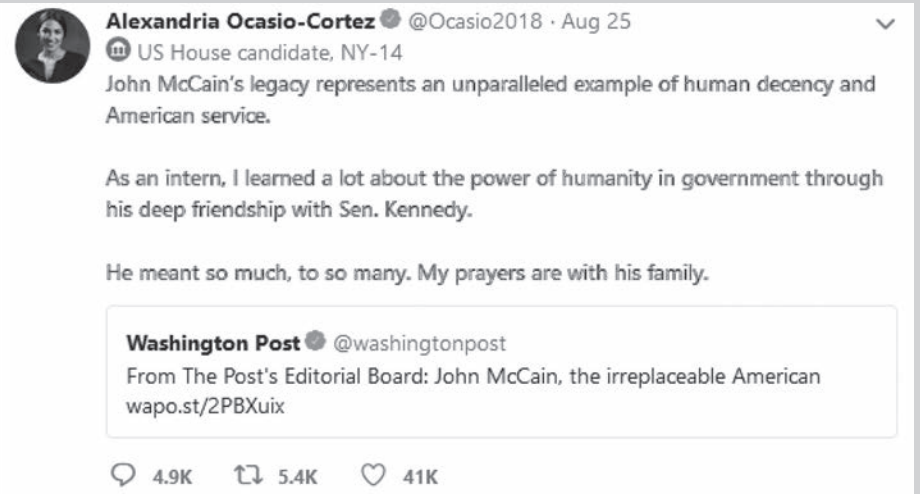 Alexandria Ocasio-Cortez @Ocasio2018 · Aug 25
US House candidate, NY-14
John McCain's legacy represents an unparalleled example of human decency and
American service.
As an intern, I learned a lot about the power of humanity in government through
his deep friendship with Sen. Kennedy.
He meant so much, to so many. My prayers are with his family.
Washington Post @washingtonpost
From The Post's Editorial Board: John McCain, the irreplaceable American
wapo.st/2PBXuix
4.9K 5.4K 41K